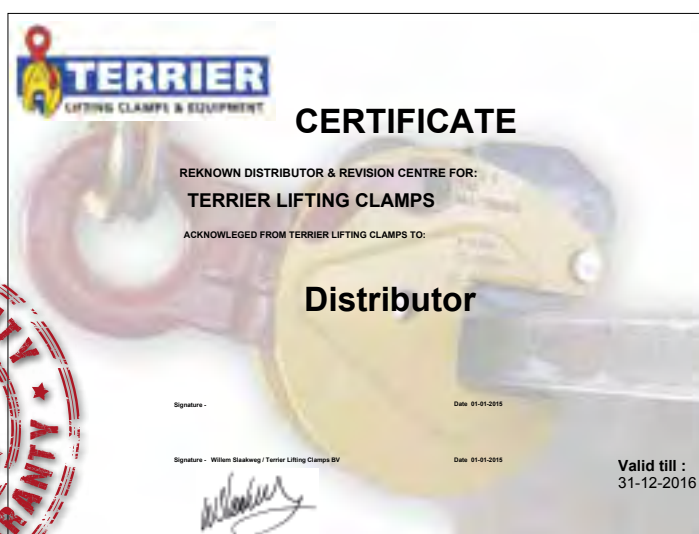 TERRIER
LIFTING CLAMPS & EQUIPMENT
CERTIFICATE
REKNOWN DISTRIBUTOR & REVISION CENTRE FOR:
TERRIER LIFTING CLAMPS
ACKNOWLEGED FROM TERRIER LIFTING CLAMPS TO:
Distributor
Signature -
Date 01-01-2015
Signature - Willem Slaakweg / Terrier Lifting Clamps BV
Date 01-01-2015
Valid till :
31-12-2016